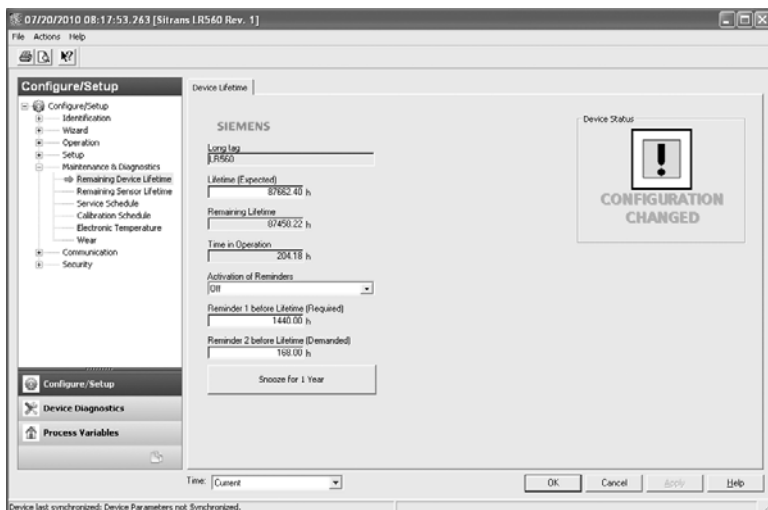 07/20/2010 08:17:53.263 [Sitrans LR560 Rev. 1]
File Actions Help
Configure/Setup
Configure/Setup
Identification
Wizard
Operation
Setup
Maintenance & Diagnostics
Remaining Device Lifetime
Remaining Sensor Lifetime
Service Schedule
Calibration Schedule
Electronic Temperature
Wear
Communication
Security
Configure/Setup
Device Diagnostics
Process Variables
Device Lifetime
SIEMENS
Long tag
LR560
Lifetime (Expected)
87662.40 h
Remaining Lifetime
87450.22 h
Time in Operation
204.18 h
Activation of Reminders
Off
Reminder 1 before Lifetime (Required)
1440.00 h
Reminder 2 before Lifetime (Demanded)
168.00 h
Snooze for 1 Year
Device Status
CONFIGURATION
CHANGED
Time: Current
OK Cancel Apply Help
Device last synchronized: Device Parameters not Synchronized.